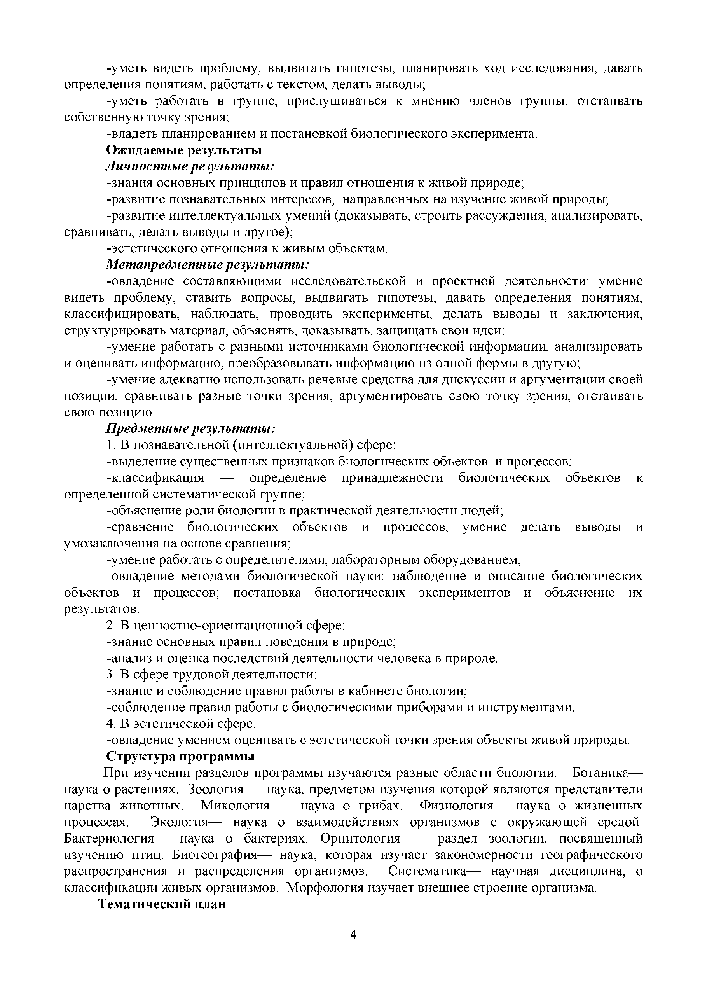 -уметь видеть проблему, выдвигать гипотезы, планировать ход исследования, давать
определения понятиям, работать с текстом, делать выводы;
-уметь работать в группе, прислушиваться к мнению членов группы, отстаивать
собственную точку зрения;
-владеть планированием и постановкой биологического эксперимента.
Ожидаемые результаты
Личностные результаты:
-знания основных принципов и правил отношения к живой природе;
-развитие познавательных интересов, направленных на изучение живой природы;
-развитие интеллектуальных умений (доказывать, строить рассуждения, анализировать,
сравнивать, делать выводы и другое);
-эстетического отношения к живым объектам.
Метапредметные результаты:
-овладение составляющими исследовательской и проектной деятельности: умение
видеть проблему, ставить вопросы, выдвигать гипотезы, давать определения понятиям,
классифицировать, наблюдать, проводить эксперименты, делать выводы и заключения,
структурировать материал, объяснять, доказывать, защищать свои идеи;
-умение работать с разными источниками биологической информации, анализировать
и оценивать информацию, преобразовывать информацию из одной формы в другую;
-умение адекватно использовать речевые средства для дискуссии и аргументации своей
позиции, сравнивать разные точки зрения, аргументировать свою точку зрения, отстаивать
свою позицию.
Предметные результаты:
1. В познавательной (интеллектуальной) сфере:
-выделение существенных признаков биологических объектов и процессов;
-классификация — определение принадлежности биологических объектов к
определенной систематической группе;
-объяснение роли биологии в практической деятельности людей;
-сравнение биологических объектов и процессов, умение делать выводы и
умозаключения на основе сравнения;
-умение работать с определителями, лабораторным оборудованием;
-овладение методами биологической науки: наблюдение и описание биологических
объектов и процессов; постановка биологических экспериментов и объяснение их
результатов.
2. В ценностно-ориентационной сфере:
-знание основных правил поведения в природе;
-анализ и оценка последствий деятельности человека в природе.
3. В сфере трудовой деятельности:
-знание и соблюдение правил работы в кабинете биологии;
-соблюдение правил работы с биологическими приборами и инструментами.
4. В эстетической сфере:
-овладение умением оценивать с эстетической точки зрения объекты живой природы.
Структура программы
При изучении разделов программы изучаются разные области биологии. Ботаника—
наука о растениях. Зоология — наука, предметом изучения которой являются представители
царства животных. Микология — наука о грибах. Физиология— наука о жизненных
процессах. Экология— наука о взаимодействиях организмов с окружающей средой.
Бактериология— наука о бактериях. Орнитология — раздел зоологии, посвященный
изучению птиц. Биогеография— наука, которая изучает закономерности географического
распространения и распределения организмов. Систематика— научная дисциплина, о
классификации живых организмов. Морфология изучает внешнее строение организма.
Тематический план
4